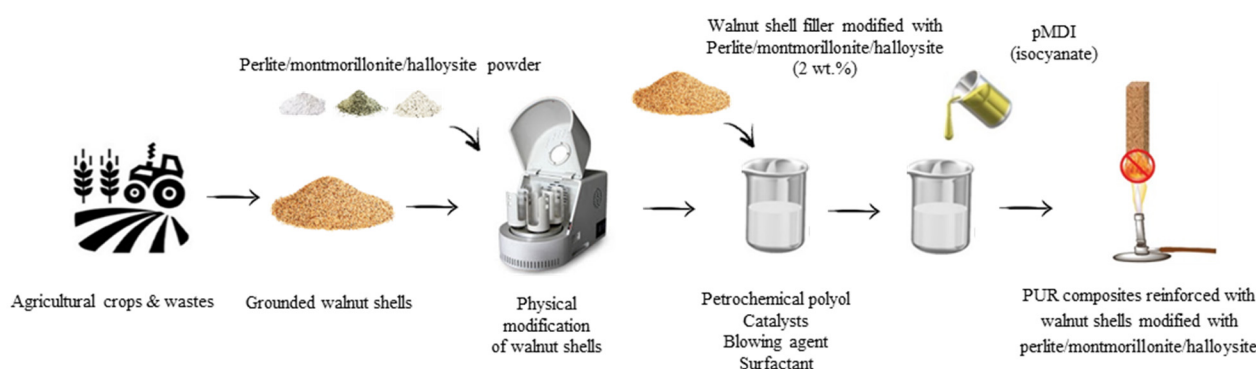 Perlite/montmorillonite/halloysite powder
Walnut shell filler modified with
Perlite/montmorillonite/halloysite
(2 wt.%)
pMDI
(isocyanate)
Agricultural crops & wastes
Grounded walnut shells
Physical
modification
of walnut shells
Petrochemical polyol
Catalysts
Blowing agent
Surfactant
PUR composites reinforced with
walnut shells modified with
perlite/montmorillonite/halloysite